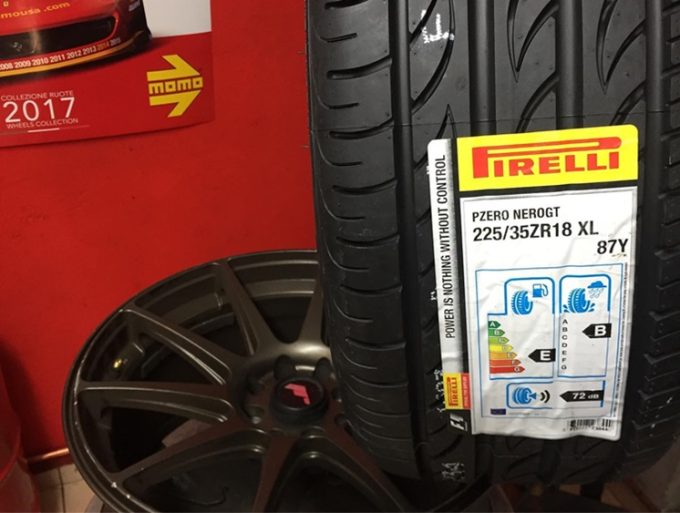 mousa.com
2008 2009 2010 2011 2012 2013 2014 2015
COLLEZIONE RUOTE
2017
WHEELS COLLECTION
momo
POWER IS NOTHING WITHOUT CONTROL
PIRELLI
PIRELLI
PZERO NEROGT
225/35ZR18 XL
87Y
A
B
E
A
B
C
D
E
F
G
B
72 dB